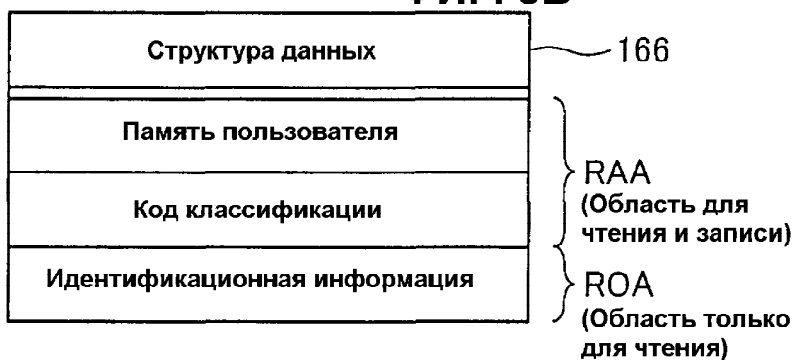 Структура данных
166
Память пользователя
Код классификации
RAA
(Область для
чтения и записи)
Идентификационная информация
ROA
(Область только
для чтения)